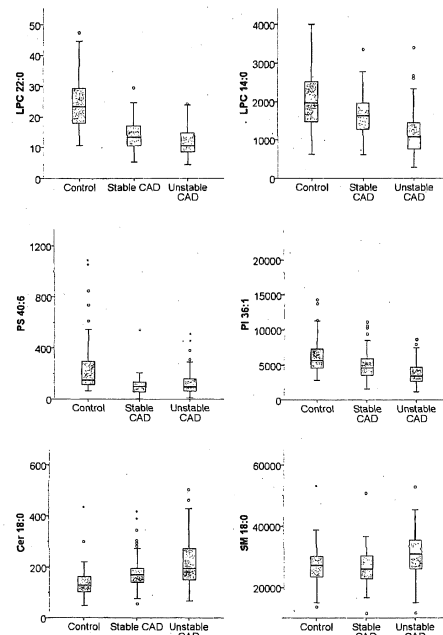 LPC 22:0
50
40
30
20
10
0
Control Stable CAD Unstable CAD
LPC 14:0
4000
3000
2000
1000
0
Control Stable CAD Unstable CAD
PS 40:6
1200
800
400
0
Control Stable CAD Unstable CAD
PI 36:1
20000
15000
10000
5000
0
Control Stable CAD Unstable CAD
Cer 18:0
600
400
200
0
Control Stable CAD Unstable CAD
SM 18:0
60000
40000
20000
Control Stable CAD Unstable CAD